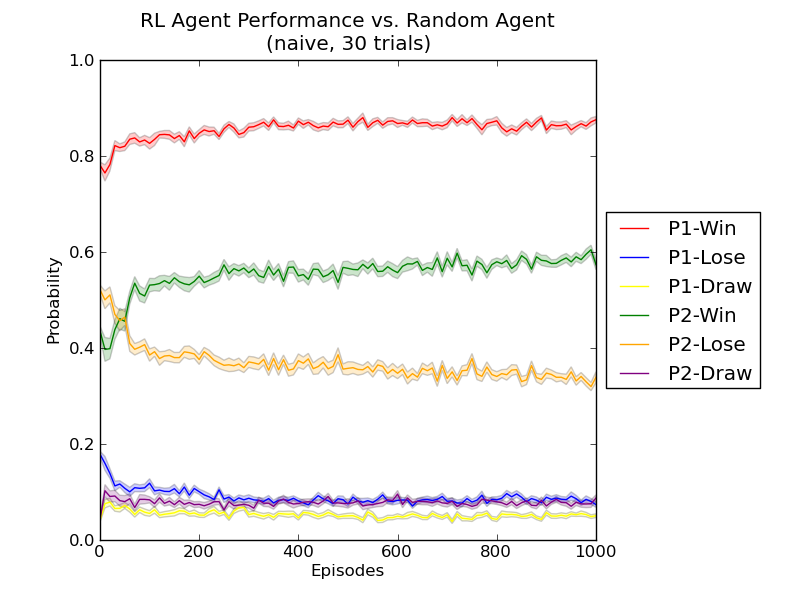 RL Agent Performance vs. Random Agent
(naive, 30 trials)
Probability
1.0
0.8
0.6
0.4
0.2
0.0
0
200
400
600
800
1000
Episodes
P1-Win
P1-Lose
P1-Draw
P2-Win
P2-Lose
P2-Draw